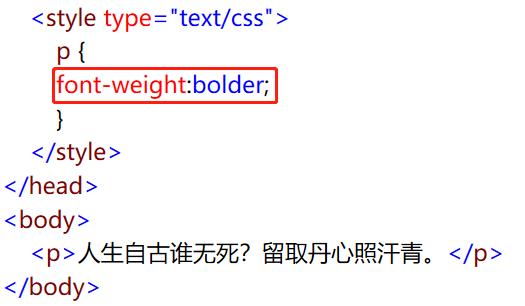 <style type="text/css">
p {
font-weight:bolder;
}
</style>
</head>
<body>
<p>人生自古谁无死？留取丹心照汗青。</p>
</body>